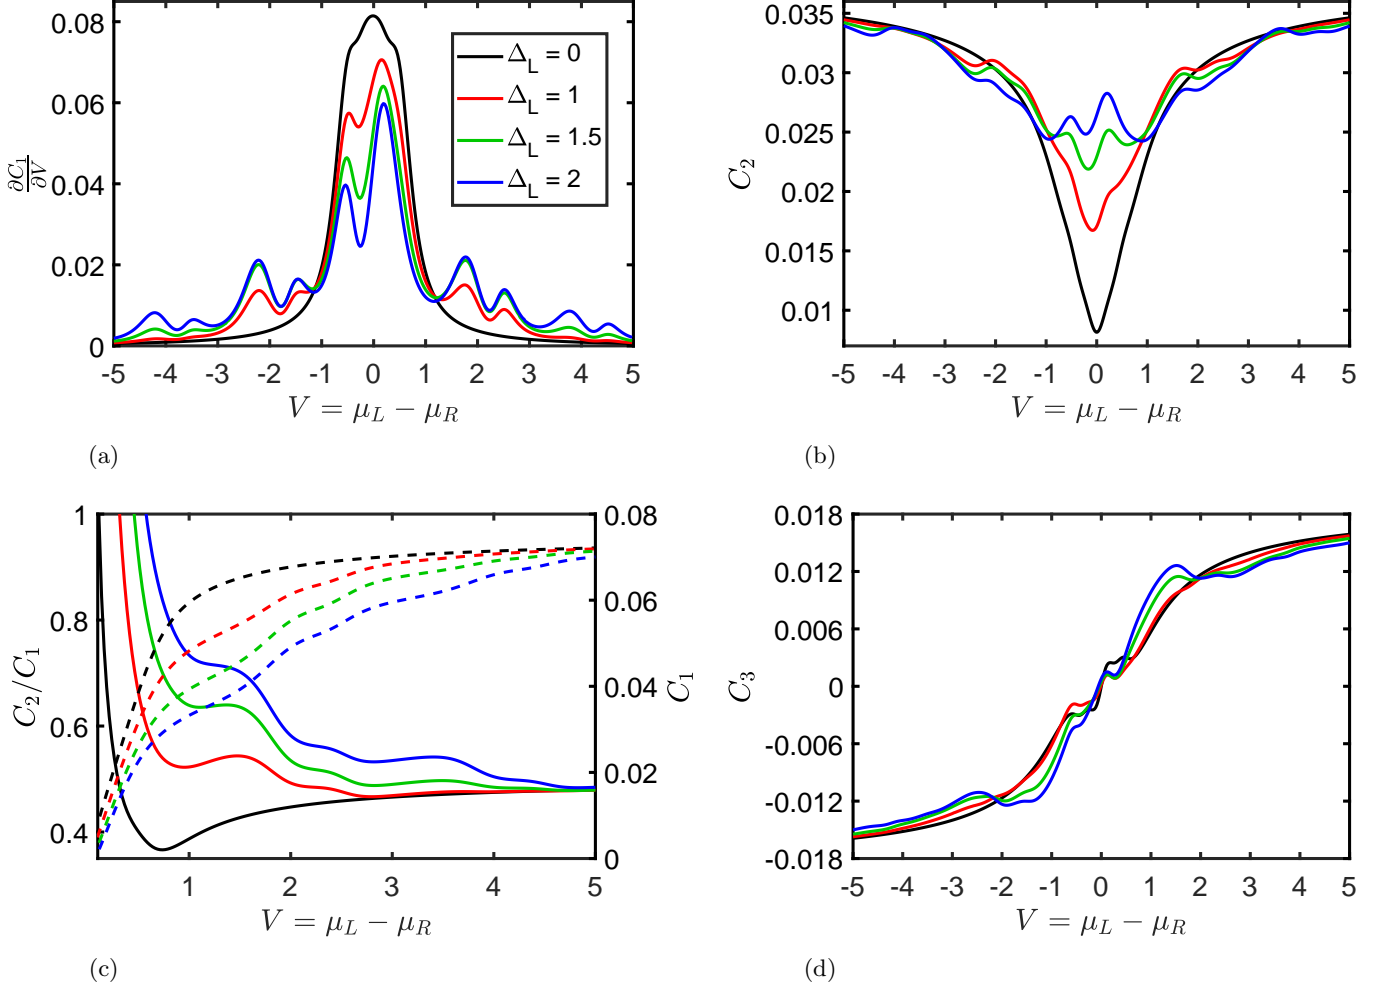 0.08
0.06
0.04
0.02
0
∂C₁/∂V
Δ_L = 0
Δ_L = 1
Δ_L = 1.5
Δ_L = 2
-5 -4 -3 -2 -1 0 1 2 3 4 5
V = μ_L − μ_R
(a)
0.035
0.03
0.025
0.02
0.015
0.01
C₂
-5 -4 -3 -2 -1 0 1 2 3 4 5
V = μ_L − μ_R
(b)
1
0.8
0.6
0.4
C₂/C₁
0.08
0.06
0.04
0.02
0
C₁
1 2 3 4 5
V = μ_L − μ_R
(c)
0.018
0.012
0.006
0
-0.006
-0.012
-0.018
C₃
-5 -4 -3 -2 -1 0 1 2 3 4 5
V = μ_L − μ_R
(d)